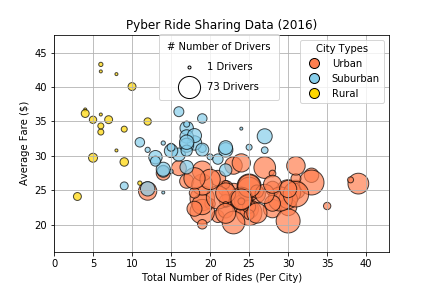 Pyber Ride Sharing Data (2016)
# Number of Drivers
1 Drivers
73 Drivers
City Types
Urban
Suburban
Rural
Average Fare ($)
45
40
35
30
25
20
0 5 10 15 20 25 30 35 40
Total Number of Rides (Per City)